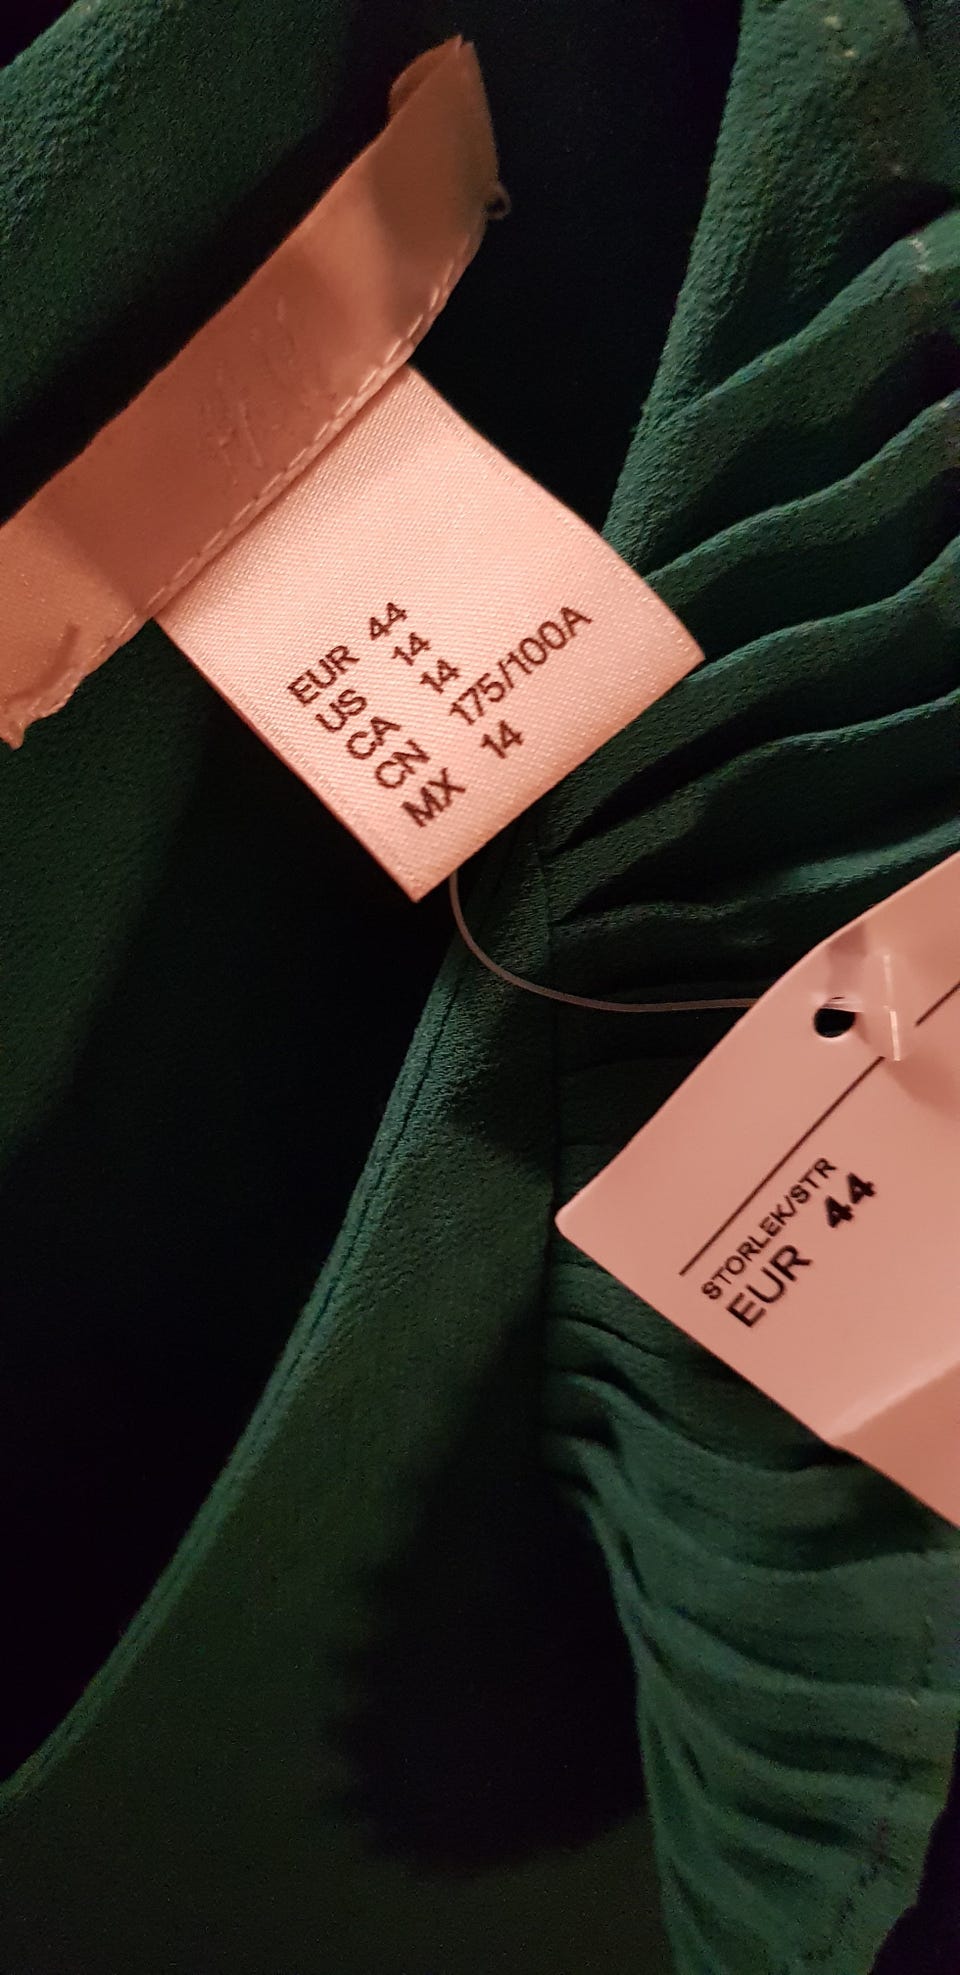 EUR 44
US 14
CA 14
CN 175/100A
MX 14
STORLEK/STR
EUR 44